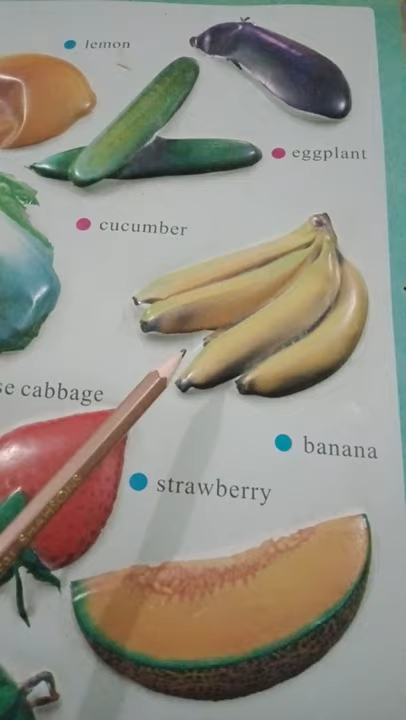 lemon
eggplant
cucumber
se cabbage
banana
strawberry